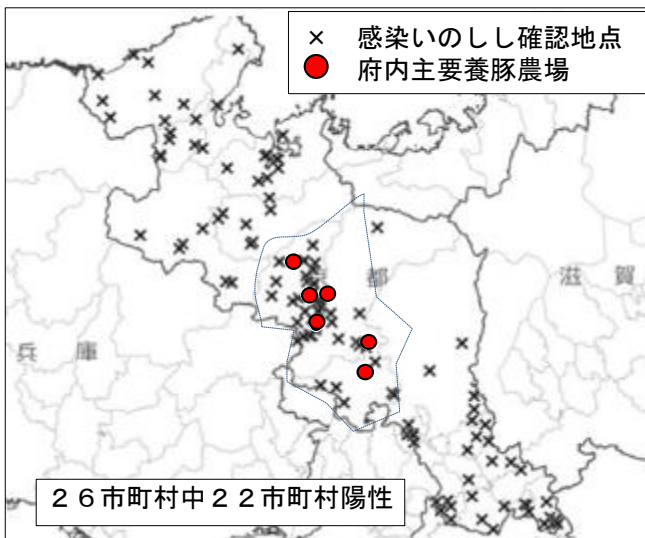 × 感染いのしし確認地点
府内主要養豚農場
京 都
滋 賀
兵 庫
２６市町村中２２市町村陽性